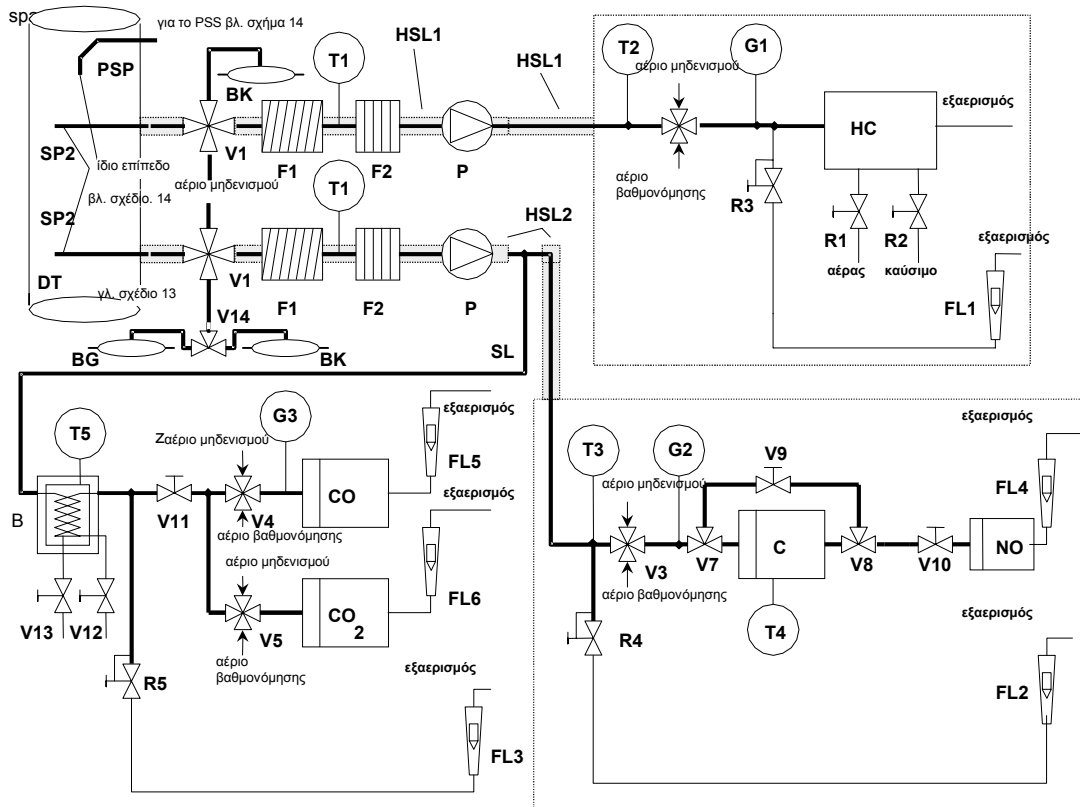 spa
για το PSS βλ. σχήμα 14
PSP
BK
T1
HSL1
HSL1
T2
αέριο μηδενισμού
G1
εξαερισμός
HC
SP2
V1
F1
F2
P
ίδιο επίπεδο
αέριο μηδενισμού
T1
αέριο
βαθμονόμησης
R3
βλ. σχέδιο. 14
SP2
HSL2
R1
R2
αέρας
καύσιμο
εξαερισμός
DT
γλ. σχέδιο 13
V1
F1
F2
P
FL1
V14
BG
BK
SL
εξαερισμός
εξαερισμός
T5
Zαέριο μηδενισμού
G3
FL5
T3
G2
V9
FL4
εξαερισμός
αέριο μηδενισμού
B
V11
V4
CO
αέριο βαθμονόμησης
C
NO
V3
V7
V8
V10
αέριο μηδενισμού
αέριο βαθμονόμησης
FL6
εξαερισμός
V13
V12
V5
CO
2
T4
R4
αέριο
βαθμονόμησης
εξαερισμός
R5
FL2
FL3